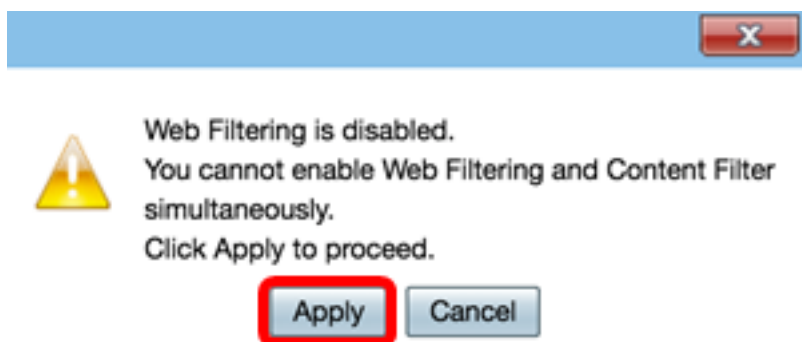 Web Filtering is disabled.
You cannot enable Web Filtering and Content Filter
simultaneously.
Click Apply to proceed.
Apply Cancel